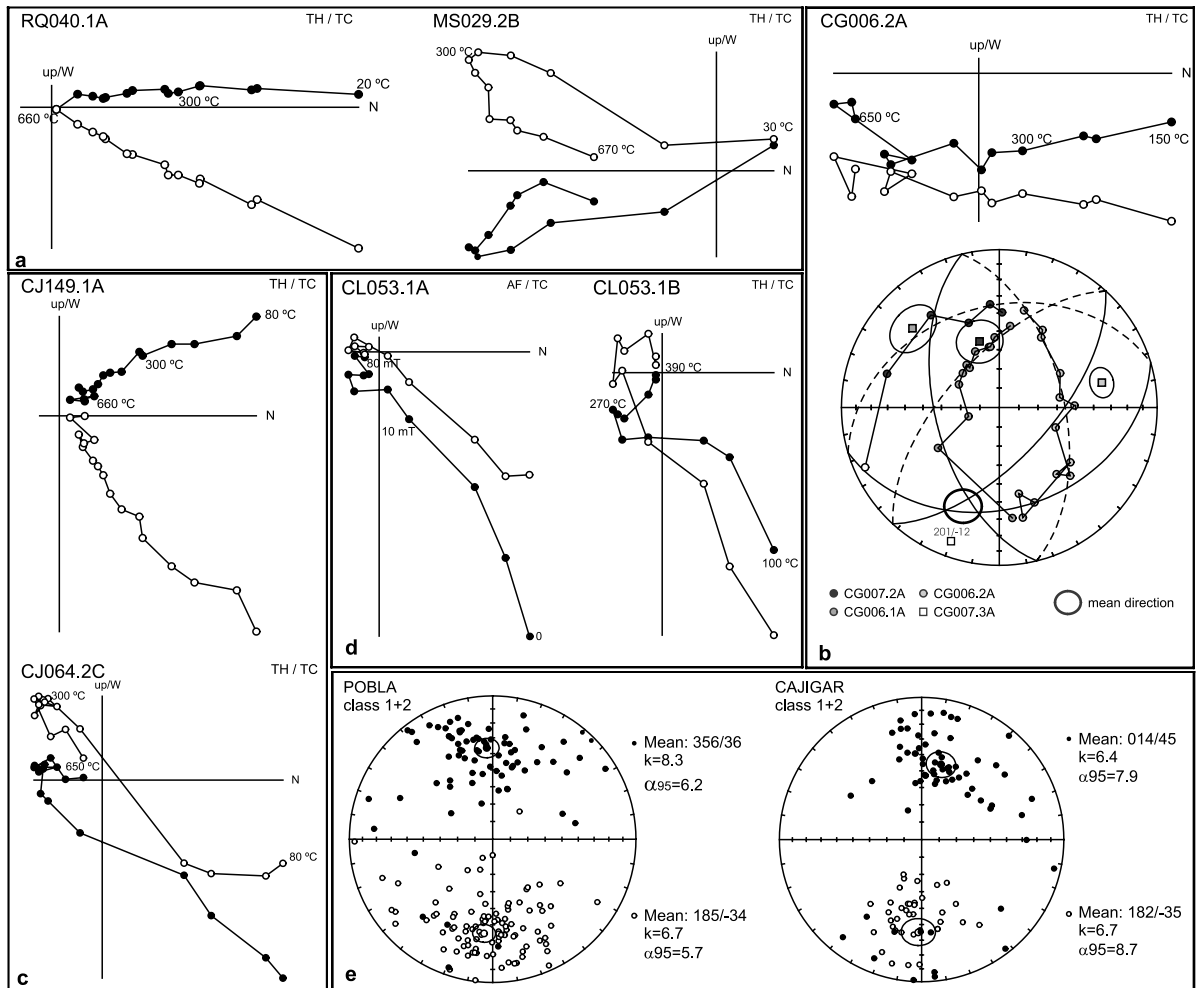 RQ040.1A
TH / TC
up/W
20 ºC
300 ºC
N
660 ºC
a
MS029.2B
TH / TC
300 ºC
up/W
30 ºC
670 ºC
N
CG006.2A
TH / TC
up/W
650 ºC
300 ºC
150 ºC
201/-12
CG007.2A
CG006.2A
CG006.1A
CG007.3A
mean direction
b
CJ149.1A
TH / TC
up/W
80 ºC
300 ºC
660 ºC
N
CJ064.2C
TH / TC
up/W
300 ºC
650 ºC
N
80 ºC
c
CL053.1A
AF / TC
up/W
N
80 mT
10 mT
0
d
CL053.1B
TH / TC
up/W
N
390 ºC
270 ºC
100 ºC
POBLA
class 1+2
Mean: 356/36
k=8.3
α95=6.2
Mean: 185/-34
k=6.7
α95=5.7
e
CAJIGAR
class 1+2
Mean: 014/45
k=6.4
α95=7.9
Mean: 182/-35
k=6.7
α95=8.7